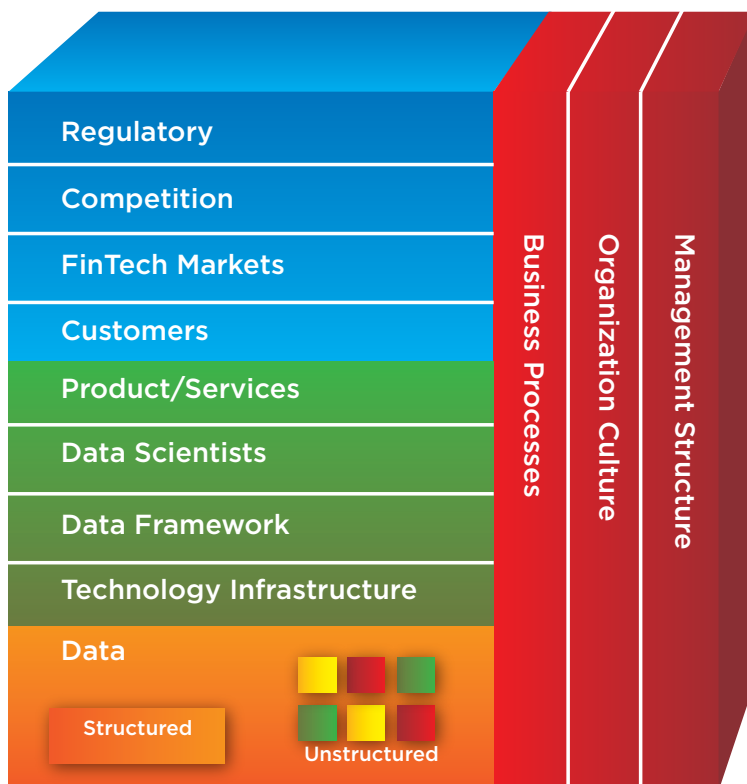 Regulatory
Competition
FinTech Markets
Customers
Product/Services
Data Scientists
Data Framework
Technology Infrastructure
Data
Structured
Unstructured
Business Processes
Organization Culture
Management Structure